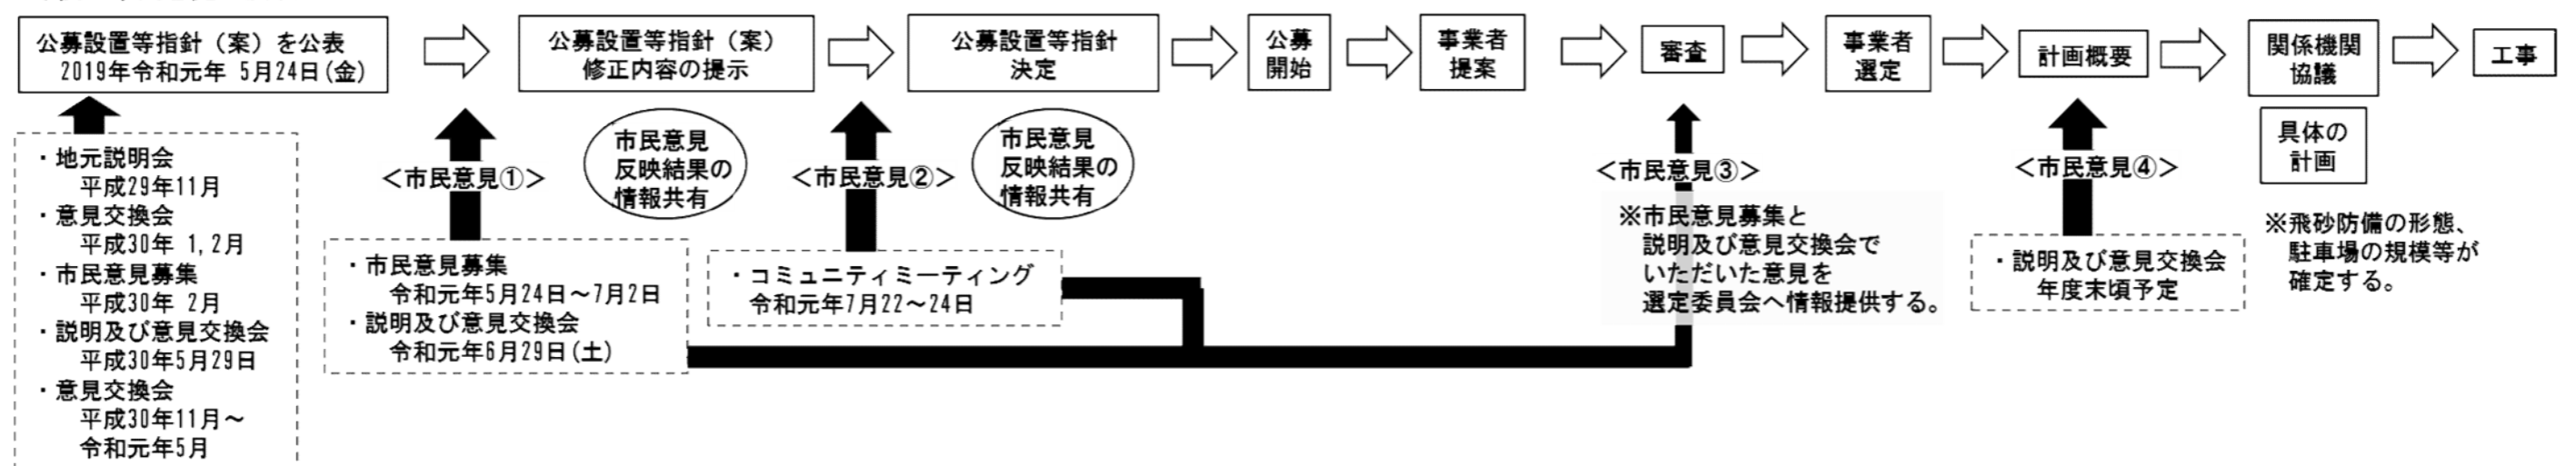 公募設置等指針（案）を公表
2019年令和元年 5月24日(金)
公募設置等指針（案）
修正内容の提示
公募設置等指針
決定
公募
開始
事業者
提案
審査
事業者
選定
計画概要
関係機関
協議
工事
具体の
計画
※飛砂防備の形態、
駐車場の規模等が
確定する。
・地元説明会
平成29年11月
・意見交換会
平成30年 1,2月
・市民意見募集
平成30年 2月
・説明及び意見交換会
平成30年5月29日
・意見交換会
平成30年11月～
令和元年5月
＜市民意見①＞
・市民意見募集
令和元年5月24日～7月2日
・説明及び意見交換会
令和元年6月29日(土)
市民意見
反映結果の
情報共有
＜市民意見②＞
・コミュニティミーティング
令和元年7月22～24日
市民意見
反映結果の
情報共有
＜市民意見③＞
※市民意見募集と
説明及び意見交換会で
いただいた意見を
選定委員会へ情報提供する。
＜市民意見④＞
・説明及び意見交換会
年度末頃予定